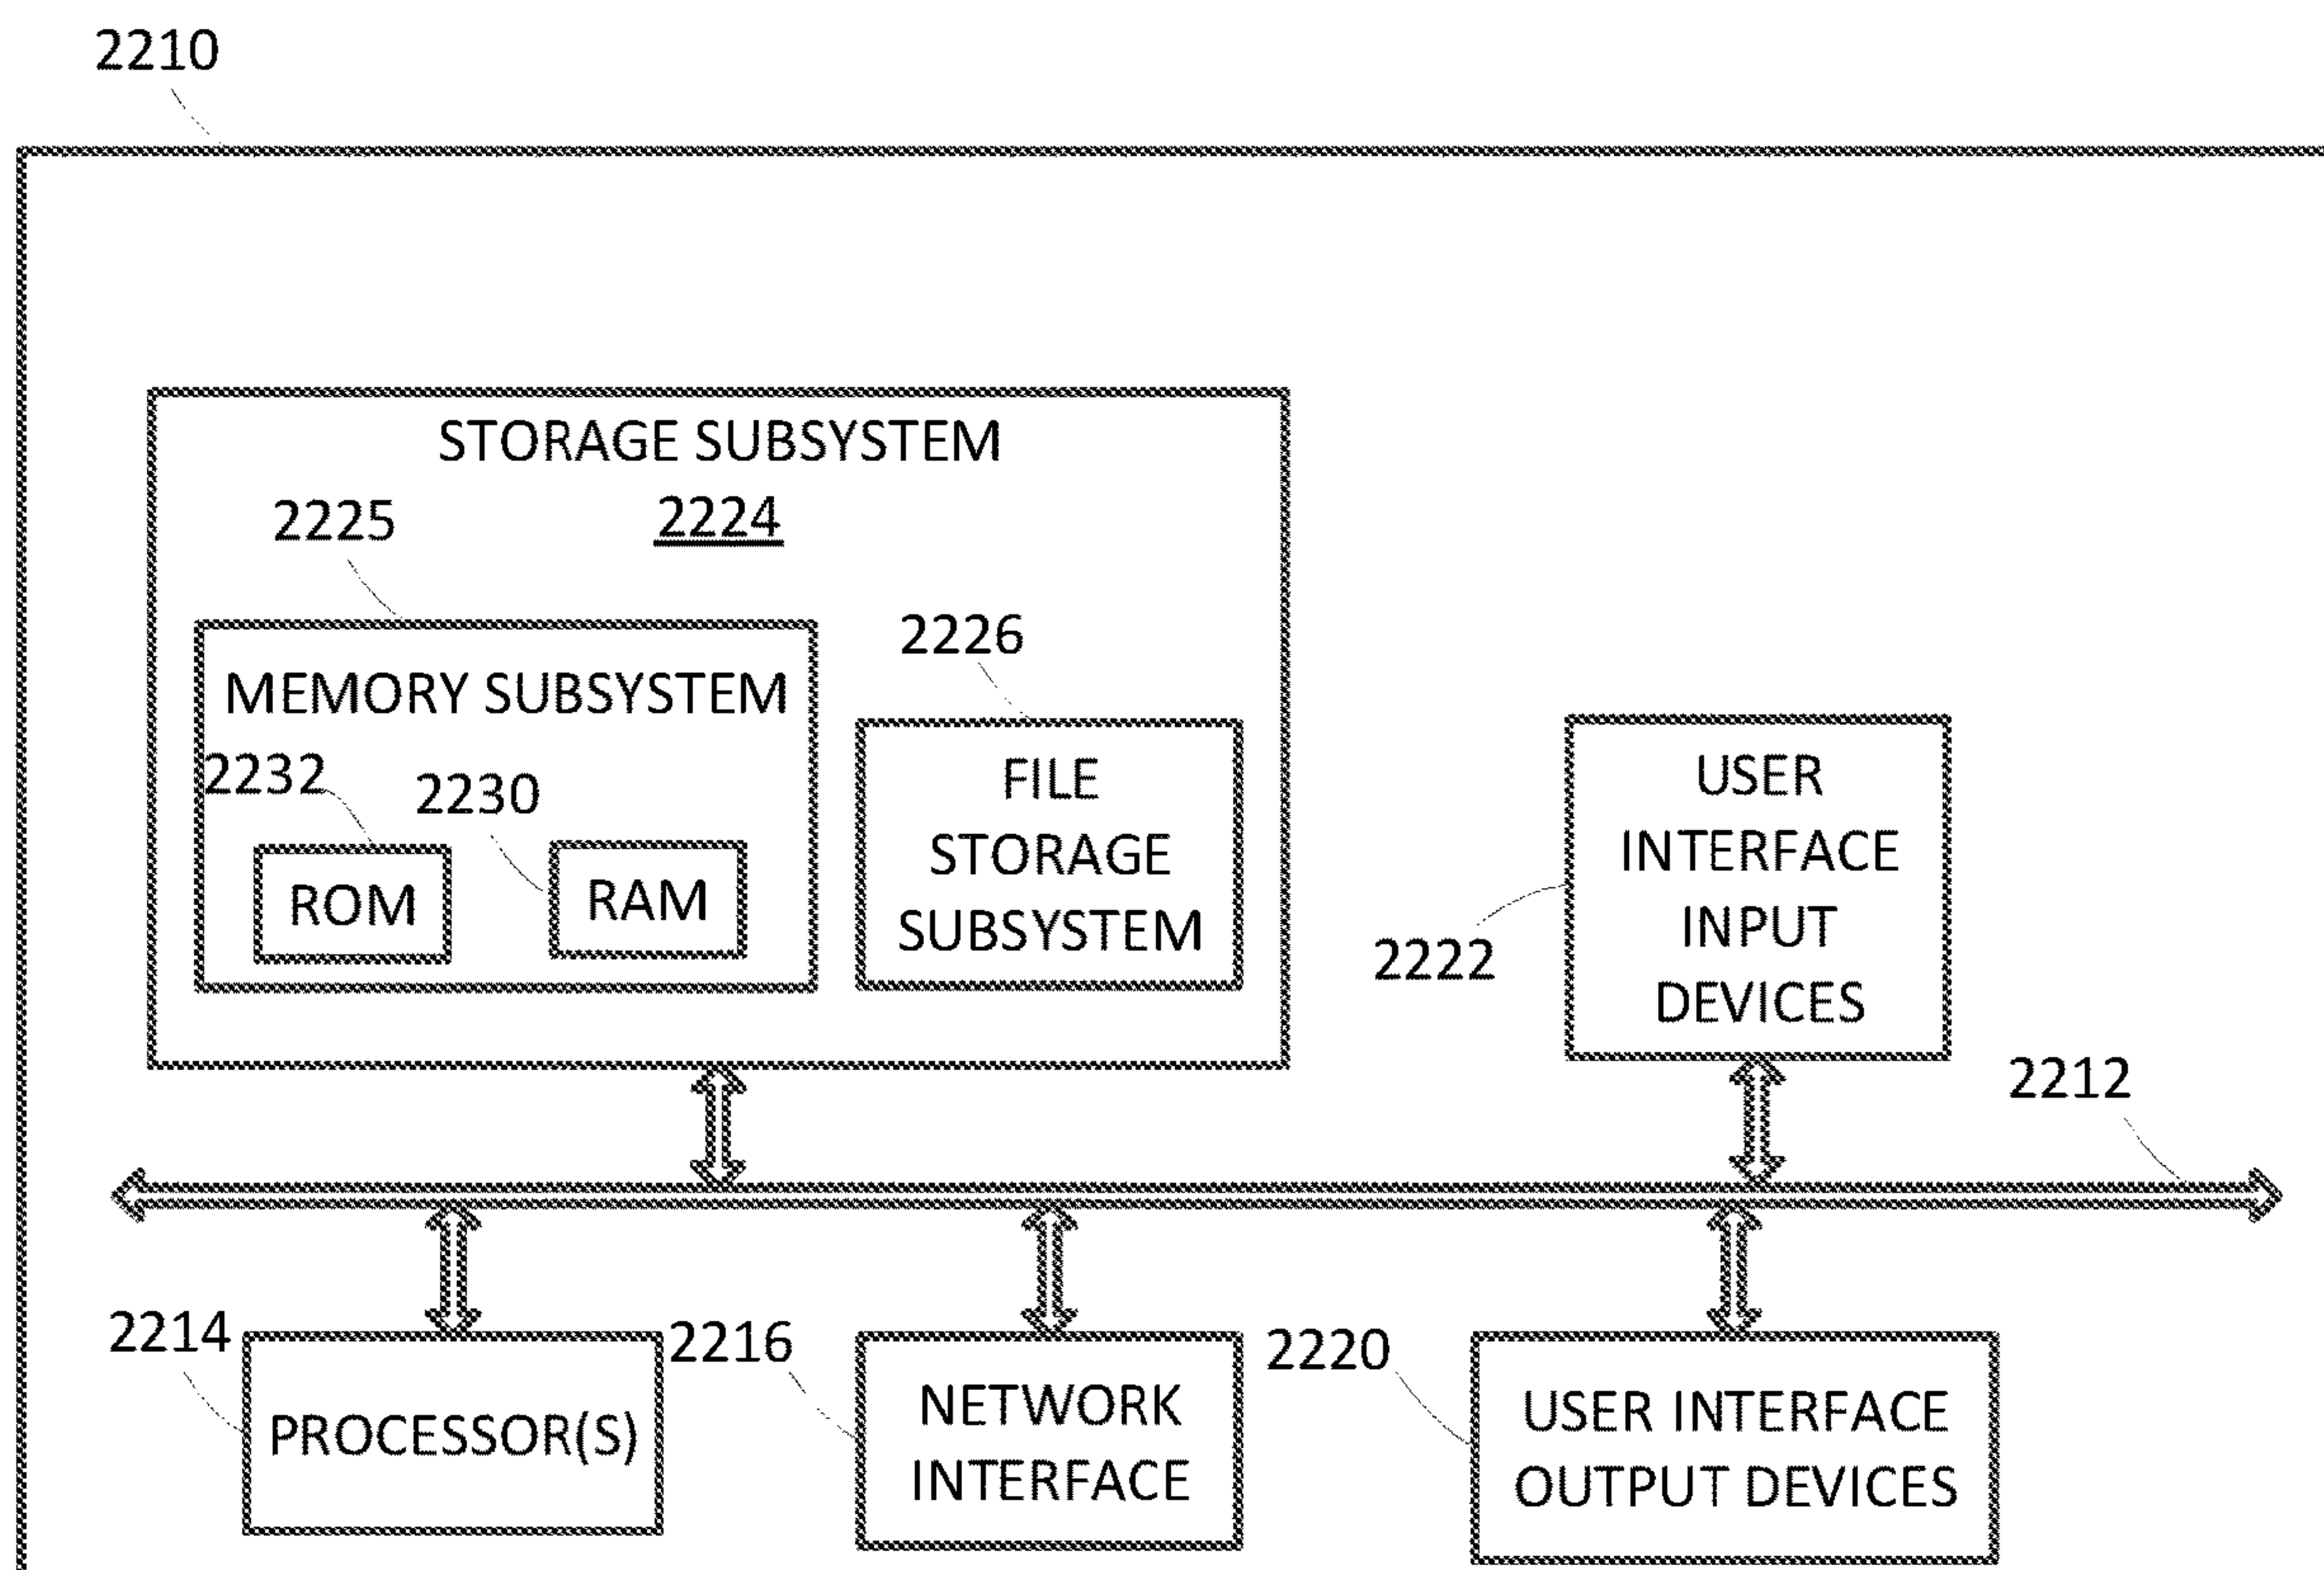 2210
STORAGE SUBSYSTEM
2224
2225
2226
MEMORY SUBSYSTEM
2232
2230
ROM
RAM
FILE
STORAGE
SUBSYSTEM
USER
INTERFACE
INPUT
DEVICES
2222
2212
2214
PROCESSOR(S)
2216
NETWORK
INTERFACE
2220
USER INTERFACE
OUTPUT DEVICES